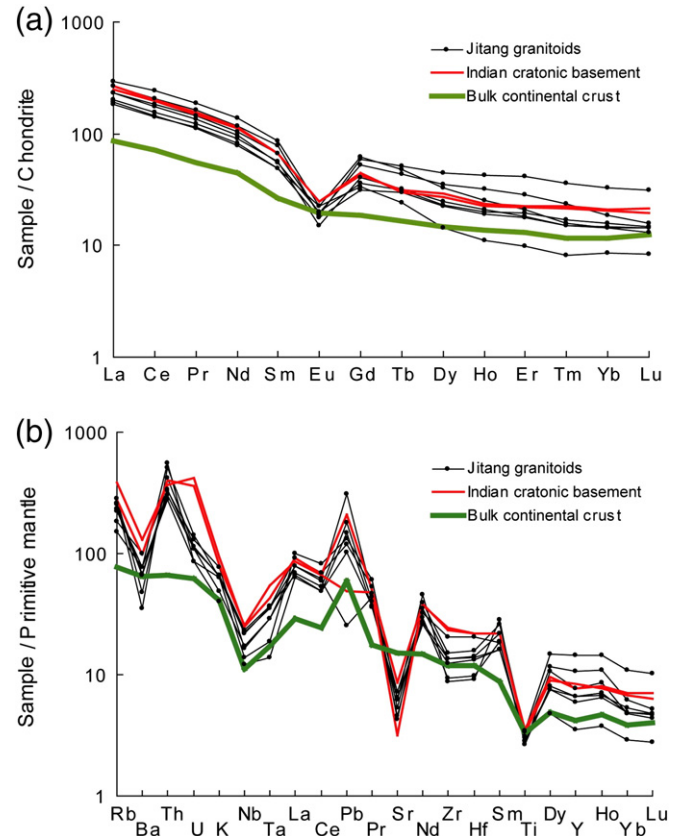 (a)
1000
100
10
1
Sample / Chondrite
Jitang granitoids
Indian cratonic basement
Bulk continental crust
La Ce Pr Nd Sm Eu Gd Tb Dy Ho Er Tm Yb Lu
(b)
1000
100
10
1
Sample / Primitive mantle
Jitang granitoids
Indian cratonic basement
Bulk continental crust
Rb Th K Ta Ce Pr Nd Hf Ti Y Yb
Ba U Nb La Pb Sr Zr Sm Dy Ho Lu